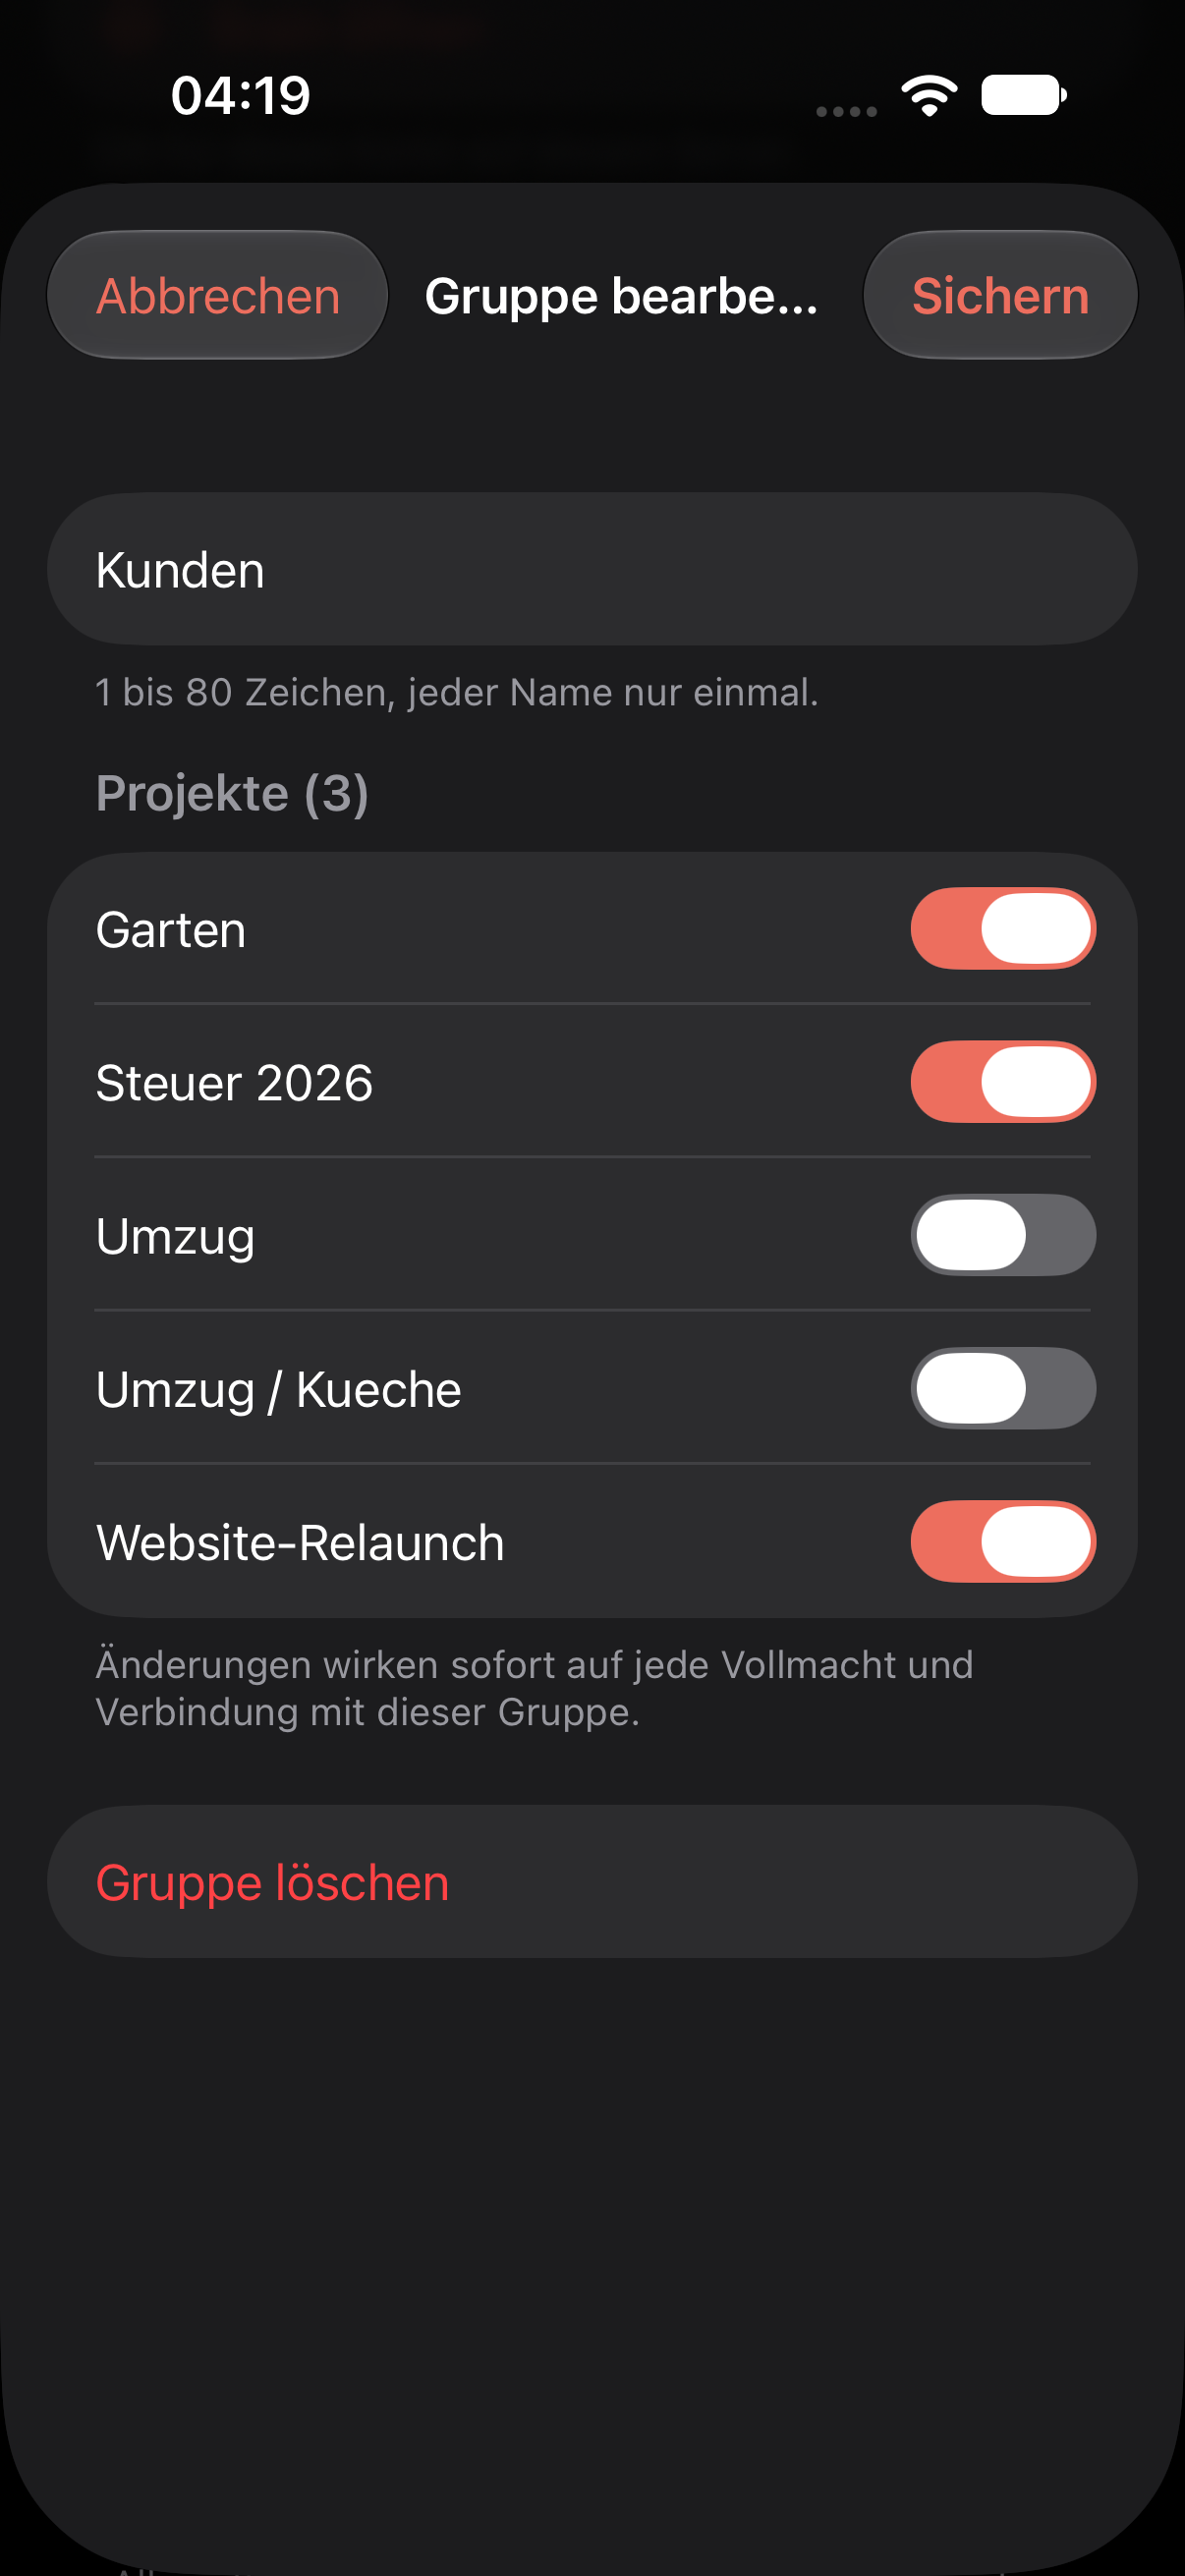 04:19
Abbrechen
Gruppe bearbe...
Sichern
Kunden
1 bis 80 Zeichen, jeder Name nur einmal.
Projekte (3)
Garten
Steuer 2026
Umzug
Umzug / Kueche
Website-Relaunch
Änderungen wirken sofort auf jede Vollmacht und
Verbindung mit dieser Gruppe.
Gruppe löschen